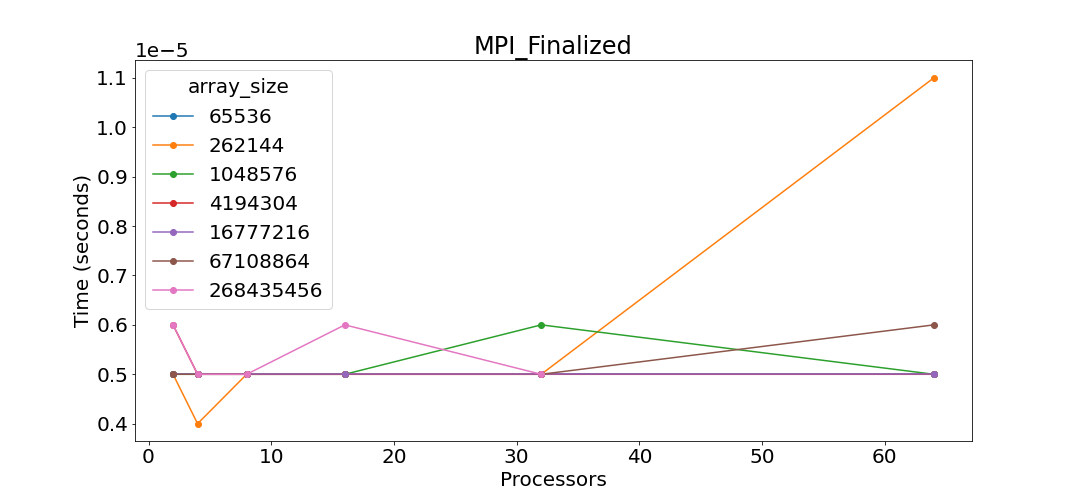 MPI_Finalized
1e−5
array_size
65536
262144
1048576
4194304
16777216
67108864
268435456
Time (seconds)
1.1
1.0
0.9
0.8
0.7
0.6
0.5
0.4
0 10 20 30 40 50 60
Processors